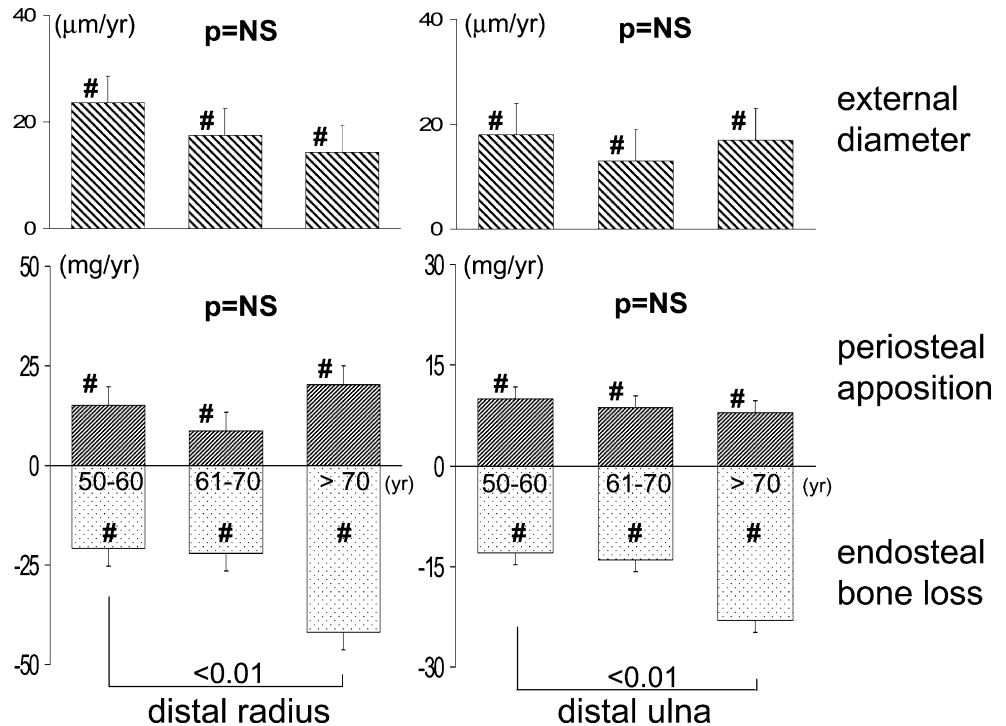 40 (µm/yr) p=NS
# # #
20
0
40 (µm/yr) p=NS
# # #
20
0
external
diameter
50 (mg/yr)
p=NS
25
# # #
0
50-60 61-70 > 70 (yr)
# # #
-25
<0.01
-50
distal radius
30 (mg/yr)
p=NS
15
# # #
0
50-60 61-70 > 70 (yr)
# # #
-15
<0.01
-30
distal ulna
periosteal
apposition
endosteal
bone loss